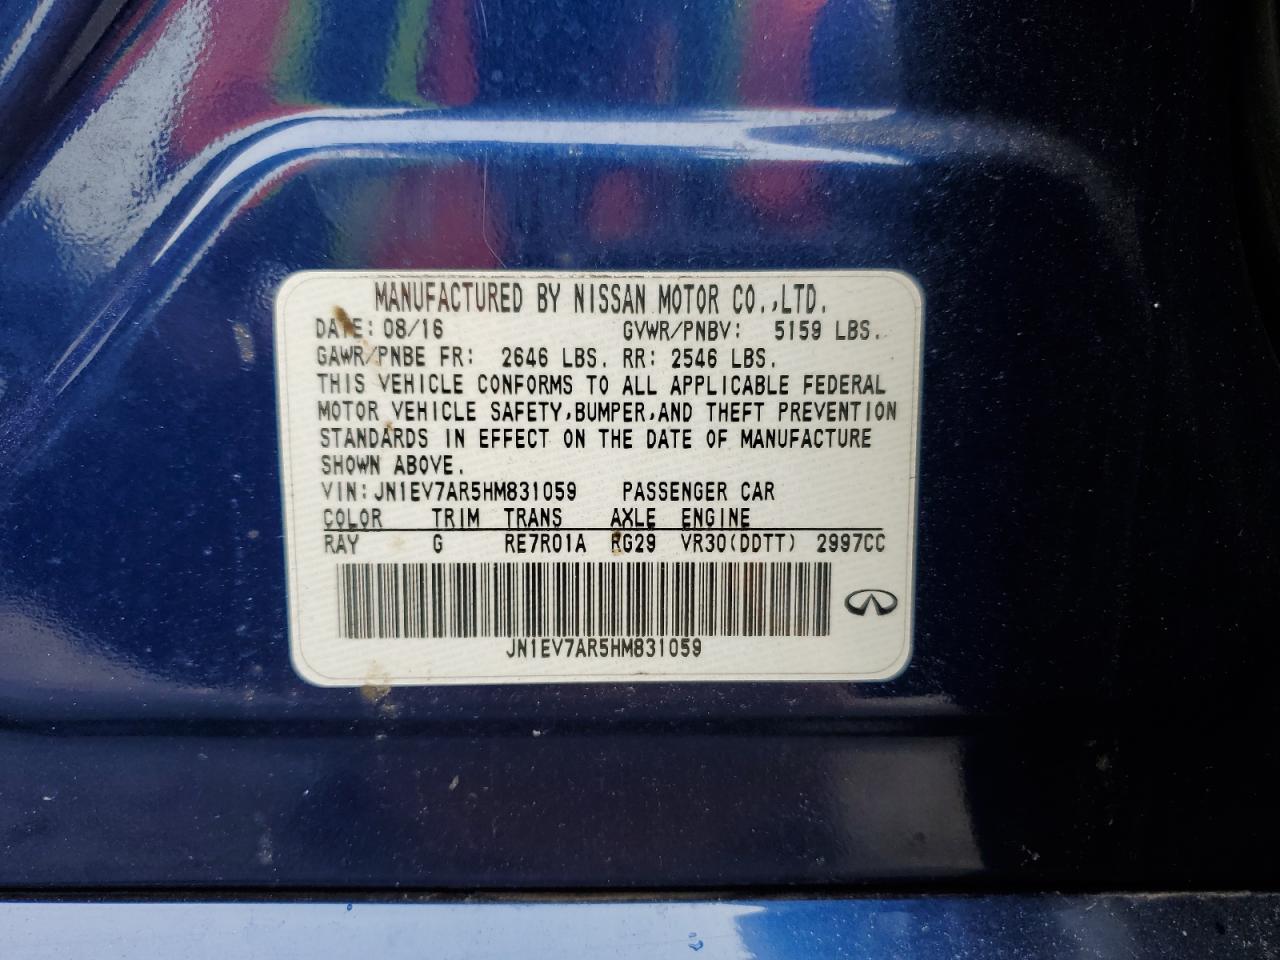 MANUFACTURED BY NISSAN MOTOR CO.,LTD.
DATE: 08/16 GVWR/PNBV: 5159 LBS.
GAWR/PNBE FR: 2646 LBS. RR: 2546 LBS.
THIS VEHICLE CONFORMS TO ALL APPLICABLE FEDERAL
MOTOR VEHICLE SAFETY,BUMPER,AND THEFT PREVENTION
STANDARDS IN EFFECT ON THE DATE OF MANUFACTURE
SHOWN ABOVE.
VIN: JN1EV7AR5HM831059 PASSENGER CAR
COLOR TRIM TRANS AXLE ENGINE
RAY G RE7R01A RG29 VR30(DDTT) 2997CC
JN1EV7AR5HM831059